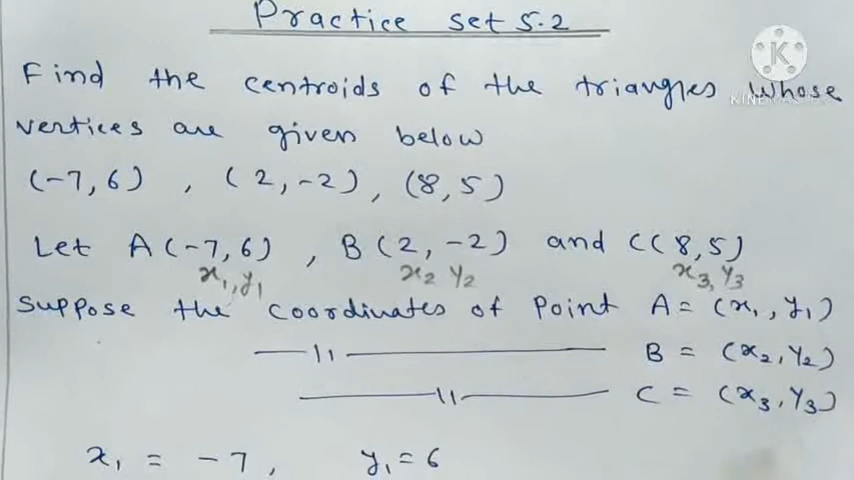 Practice set 5.2
Find the centroids of the triangles whose
vertices are given below
(-7, 6) , (2, -2), (8, 5)
Let A(-7, 6) , B(2, -2) and C(8, 5)
x₁, y₁ x₂ y₂ x₃, y₃
Suppose the coordinates of Point A = (x₁, y₁)
—11— B = (x₂, y₂)
—11— C = (x₃, y₃)
x₁ = -7, y₁ = 6
K
KINEMASTER